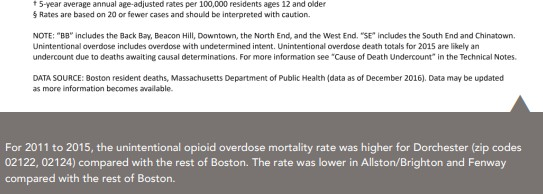 † 5-year average annual age-adjusted rates per 100,000 residents ages 12 and older
§ Rates are based on 20 or fewer cases and should be interpreted with caution.
NOTE: "BB" includes the Back Bay, Beacon Hill, Downtown, the North End, and the West End. "SE" includes the South End and Chinatown.
Unintentional overdose includes overdose with undetermined intent. Unintentional overdose death totals for 2015 are likely an
undercount due to deaths awaiting causal determinations. For more information see "Cause of Death Undercount" in the Technical Notes.
DATA SOURCE: Boston resident deaths, Massachusetts Department of Public Health (data as of December 2016). Data may be updated
as more information becomes available.
For 2011 to 2015, the unintentional opioid overdose mortality rate was higher for Dorchester (zip codes
02122, 02124) compared with the rest of Boston. The rate was lower in Allston/Brighton and Fenway
compared with the rest of Boston.